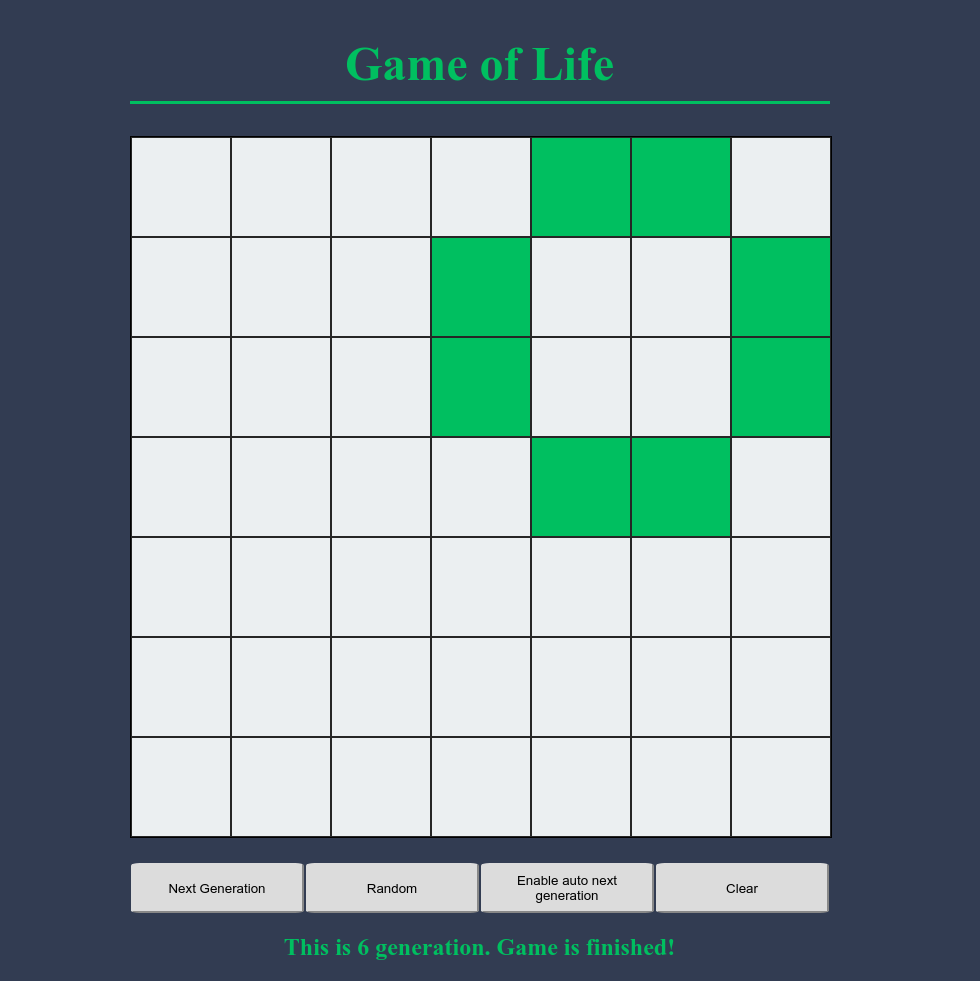 Game of Life
Next Generation
Random
Enable auto next
generation
Clear
This is 6 generation. Game is finished!